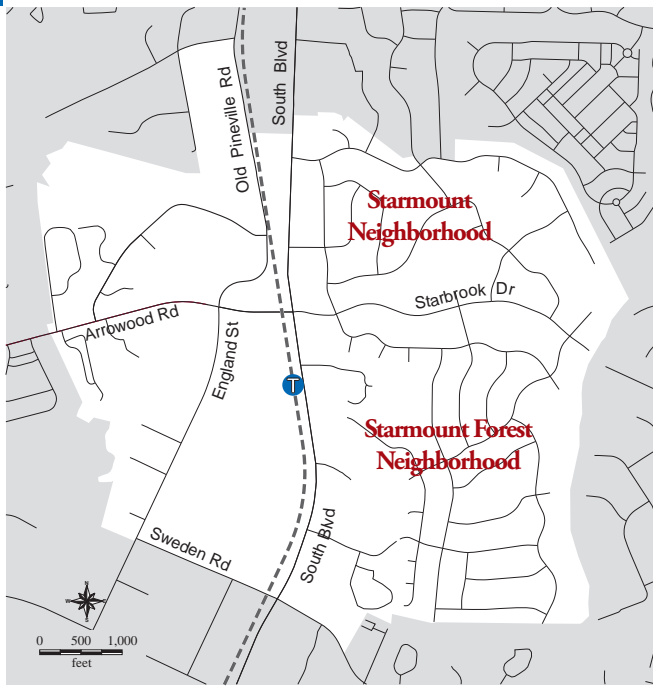 South Blvd
Old Pineville Rd
Starmount
Neighborhood
Starbrook Dr
Arrowood Rd
England St
T
Starmount Forest
Neighborhood
Sweden Rd
South Blvd
N
W E
S
0 500 1,000
feet